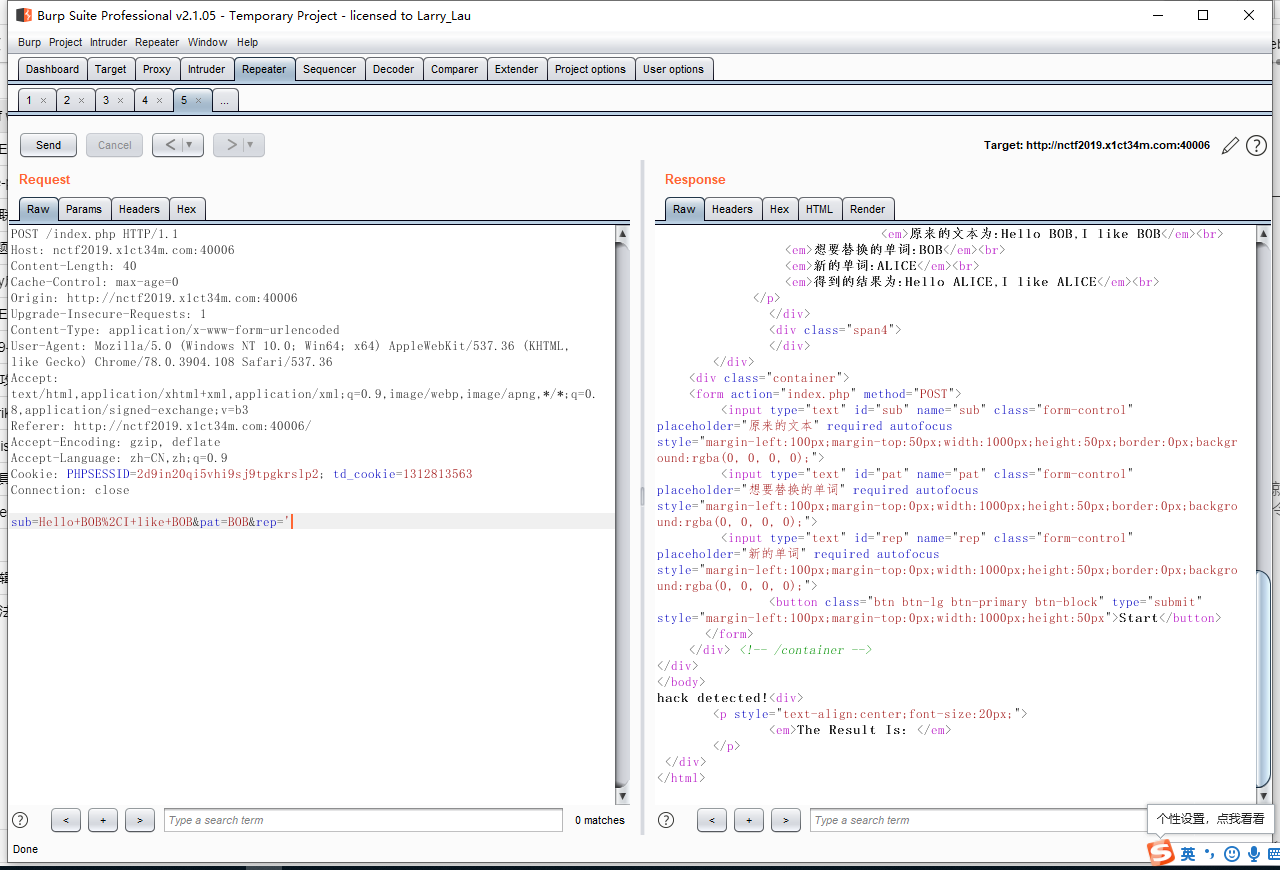 Burp Suite Professional v2.1.05 - Temporary Project - licensed to Larry_Lau
Burp Project Intruder Repeater Window Help
Dashboard Target Proxy Intruder Repeater Sequencer Decoder Comparer Extender Project options User options
1 × 2 × 3 × 4 × 5 × ...
Send Cancel < | ▼ > | ▼ Target: http://nctf2019.x1ct34m.com:40006 ?
Request
Raw Params Headers Hex
POST /index.php HTTP/1.1
Host: nctf2019.x1ct34m.com:40006
Content-Length: 40
Cache-Control: max-age=0
Origin: http://nctf2019.x1ct34m.com:40006
Upgrade-Insecure-Requests: 1
Content-Type: application/x-www-form-urlencoded
User-Agent: Mozilla/5.0 (Windows NT 10.0; Win64; x64) AppleWebKit/537.36 (KHTML,
like Gecko) Chrome/78.0.3904.108 Safari/537.36
Accept:
text/html,application/xhtml+xml,application/xml;q=0.9,image/webp,image/apng,*/*;q=0.
8,application/signed-exchange;v=b3
Referer: http://nctf2019.x1ct34m.com:40006/
Accept-Encoding: gzip, deflate
Accept-Language: zh-CN,zh;q=0.9
Cookie: PHPSESSID=2d9in20qi5vhi9sj9tpgkrslp2; td_cookie=1312813563
Connection: close
sub=Hello+BOB%2CI+like+BOB&pat=BOB&rep='
? < + > Type a search term 0 matches
Response
Raw Headers Hex HTML Render
<em>原来的文本为:Hello BOB,I like BOB</em><br>
<em>想要替换的单词:BOB</em><br>
<em>新的单词:ALICE</em><br>
<em>得到的结果为:Hello ALICE,I like ALICE</em><br>
</p>
</div>
<div class="span4">
</div>
</div>
<div class="container">
<form action="index.php" method="POST">
<input type="text" id="sub" name="sub" class="form-control"
placeholder="原来的文本" required autofocus
style="margin-left:100px;margin-top:50px;width:1000px;height:50px;border:0px;backgr
ound:rgba(0, 0, 0, 0);">
<input type="text" id="pat" name="pat" class="form-control"
placeholder="想要替换的单词" required autofocus
style="margin-left:100px;margin-top:0px;width:1000px;height:50px;border:0px;backgro
und:rgba(0, 0, 0, 0);">
<input type="text" id="rep" name="rep" class="form-control"
placeholder="新的单词" required autofocus
style="margin-left:100px;margin-top:0px;width:1000px;height:50px;border:0px;backgro
und:rgba(0, 0, 0, 0);">
<button class="btn btn-lg btn-primary btn-block" type="submit"
style="margin-left:100px;margin-top:0px;width:1000px;height:50px">Start</button>
</form>
</div> <!-- /container -->
</div>
</body>
hack detected!<div>
<p style="text-align:center;font-size:20px;">
<em>The Result Is: </em>
</p>
</div>
</html>
? < + > Type a search term
个性设置，点我看看
Done
S 英